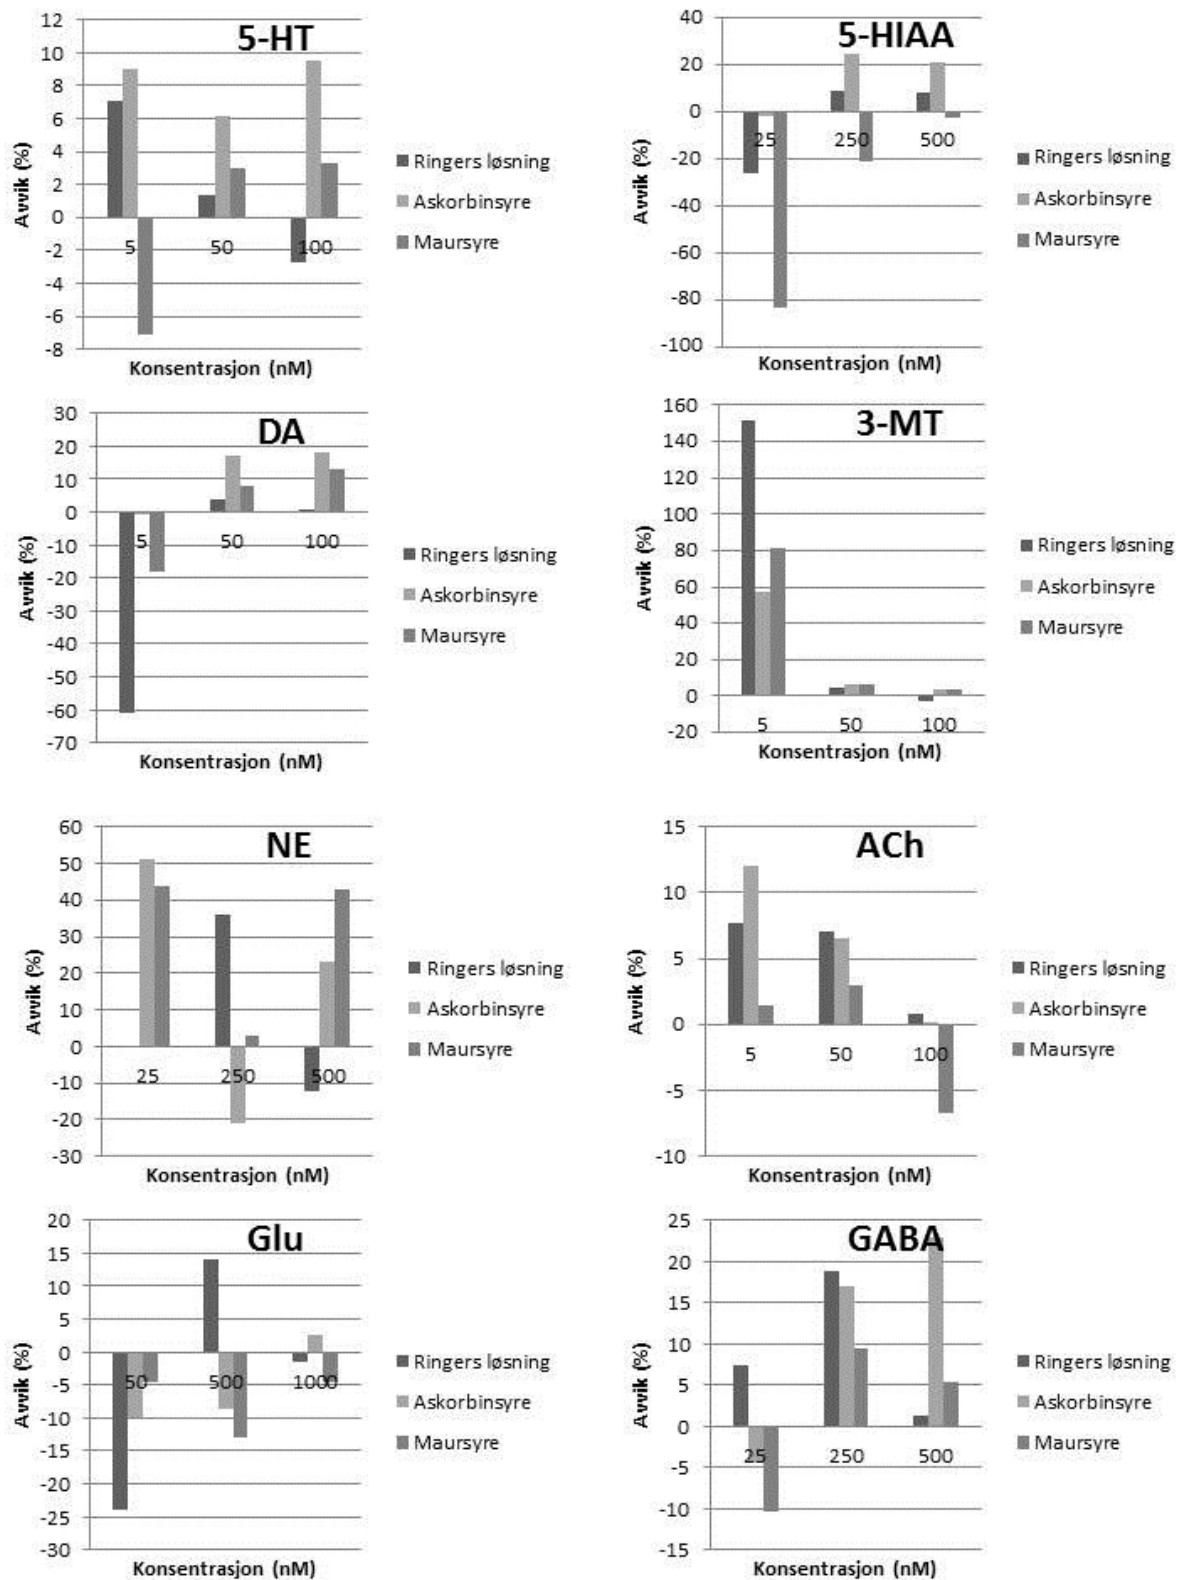 5-HT
12
10
8
6
4
2
0
-2
-4
-6
-8
Avvik (%)
5 50 100
Konsentrasjon (nM)
Ringers løsning
Askorbinsyre
Maursyre
5-HIAA
40
20
0
-20
-40
-60
-80
-100
Avvik (%)
25 250 500
Konsentrasjon (nM)
Ringers løsning
Askorbinsyre
Maursyre
DA
30
20
10
0
-10
-20
-30
-40
-50
-60
-70
Avvik (%)
5 50 100
Konsentrasjon (nM)
Ringers løsning
Askorbinsyre
Maursyre
3-MT
160
140
120
100
80
60
40
20
0
-20
Avvik (%)
5 50 100
Konsentrasjon (nM)
Ringers løsning
Askorbinsyre
Maursyre
NE
60
50
40
30
20
10
0
-10
-20
-30
Avvik (%)
25 250 500
Konsentrasjon (nM)
Ringers løsning
Askorbinsyre
Maursyre
ACh
15
10
5
0
-5
-10
Avvik (%)
5 50 100
Konsentrasjon (nM)
Ringers løsning
Askorbinsyre
Maursyre
Glu
20
15
10
5
0
-5
-10
-15
-20
-25
-30
Avvik (%)
50 500 1000
Konsentrasjon (nM)
Ringers løsning
Askorbinsyre
Maursyre
GABA
25
20
15
10
5
0
-5
-10
-15
Avvik (%)
25 250 500
Konsentrasjon (nM)
Ringers løsning
Askorbinsyre
Maursyre